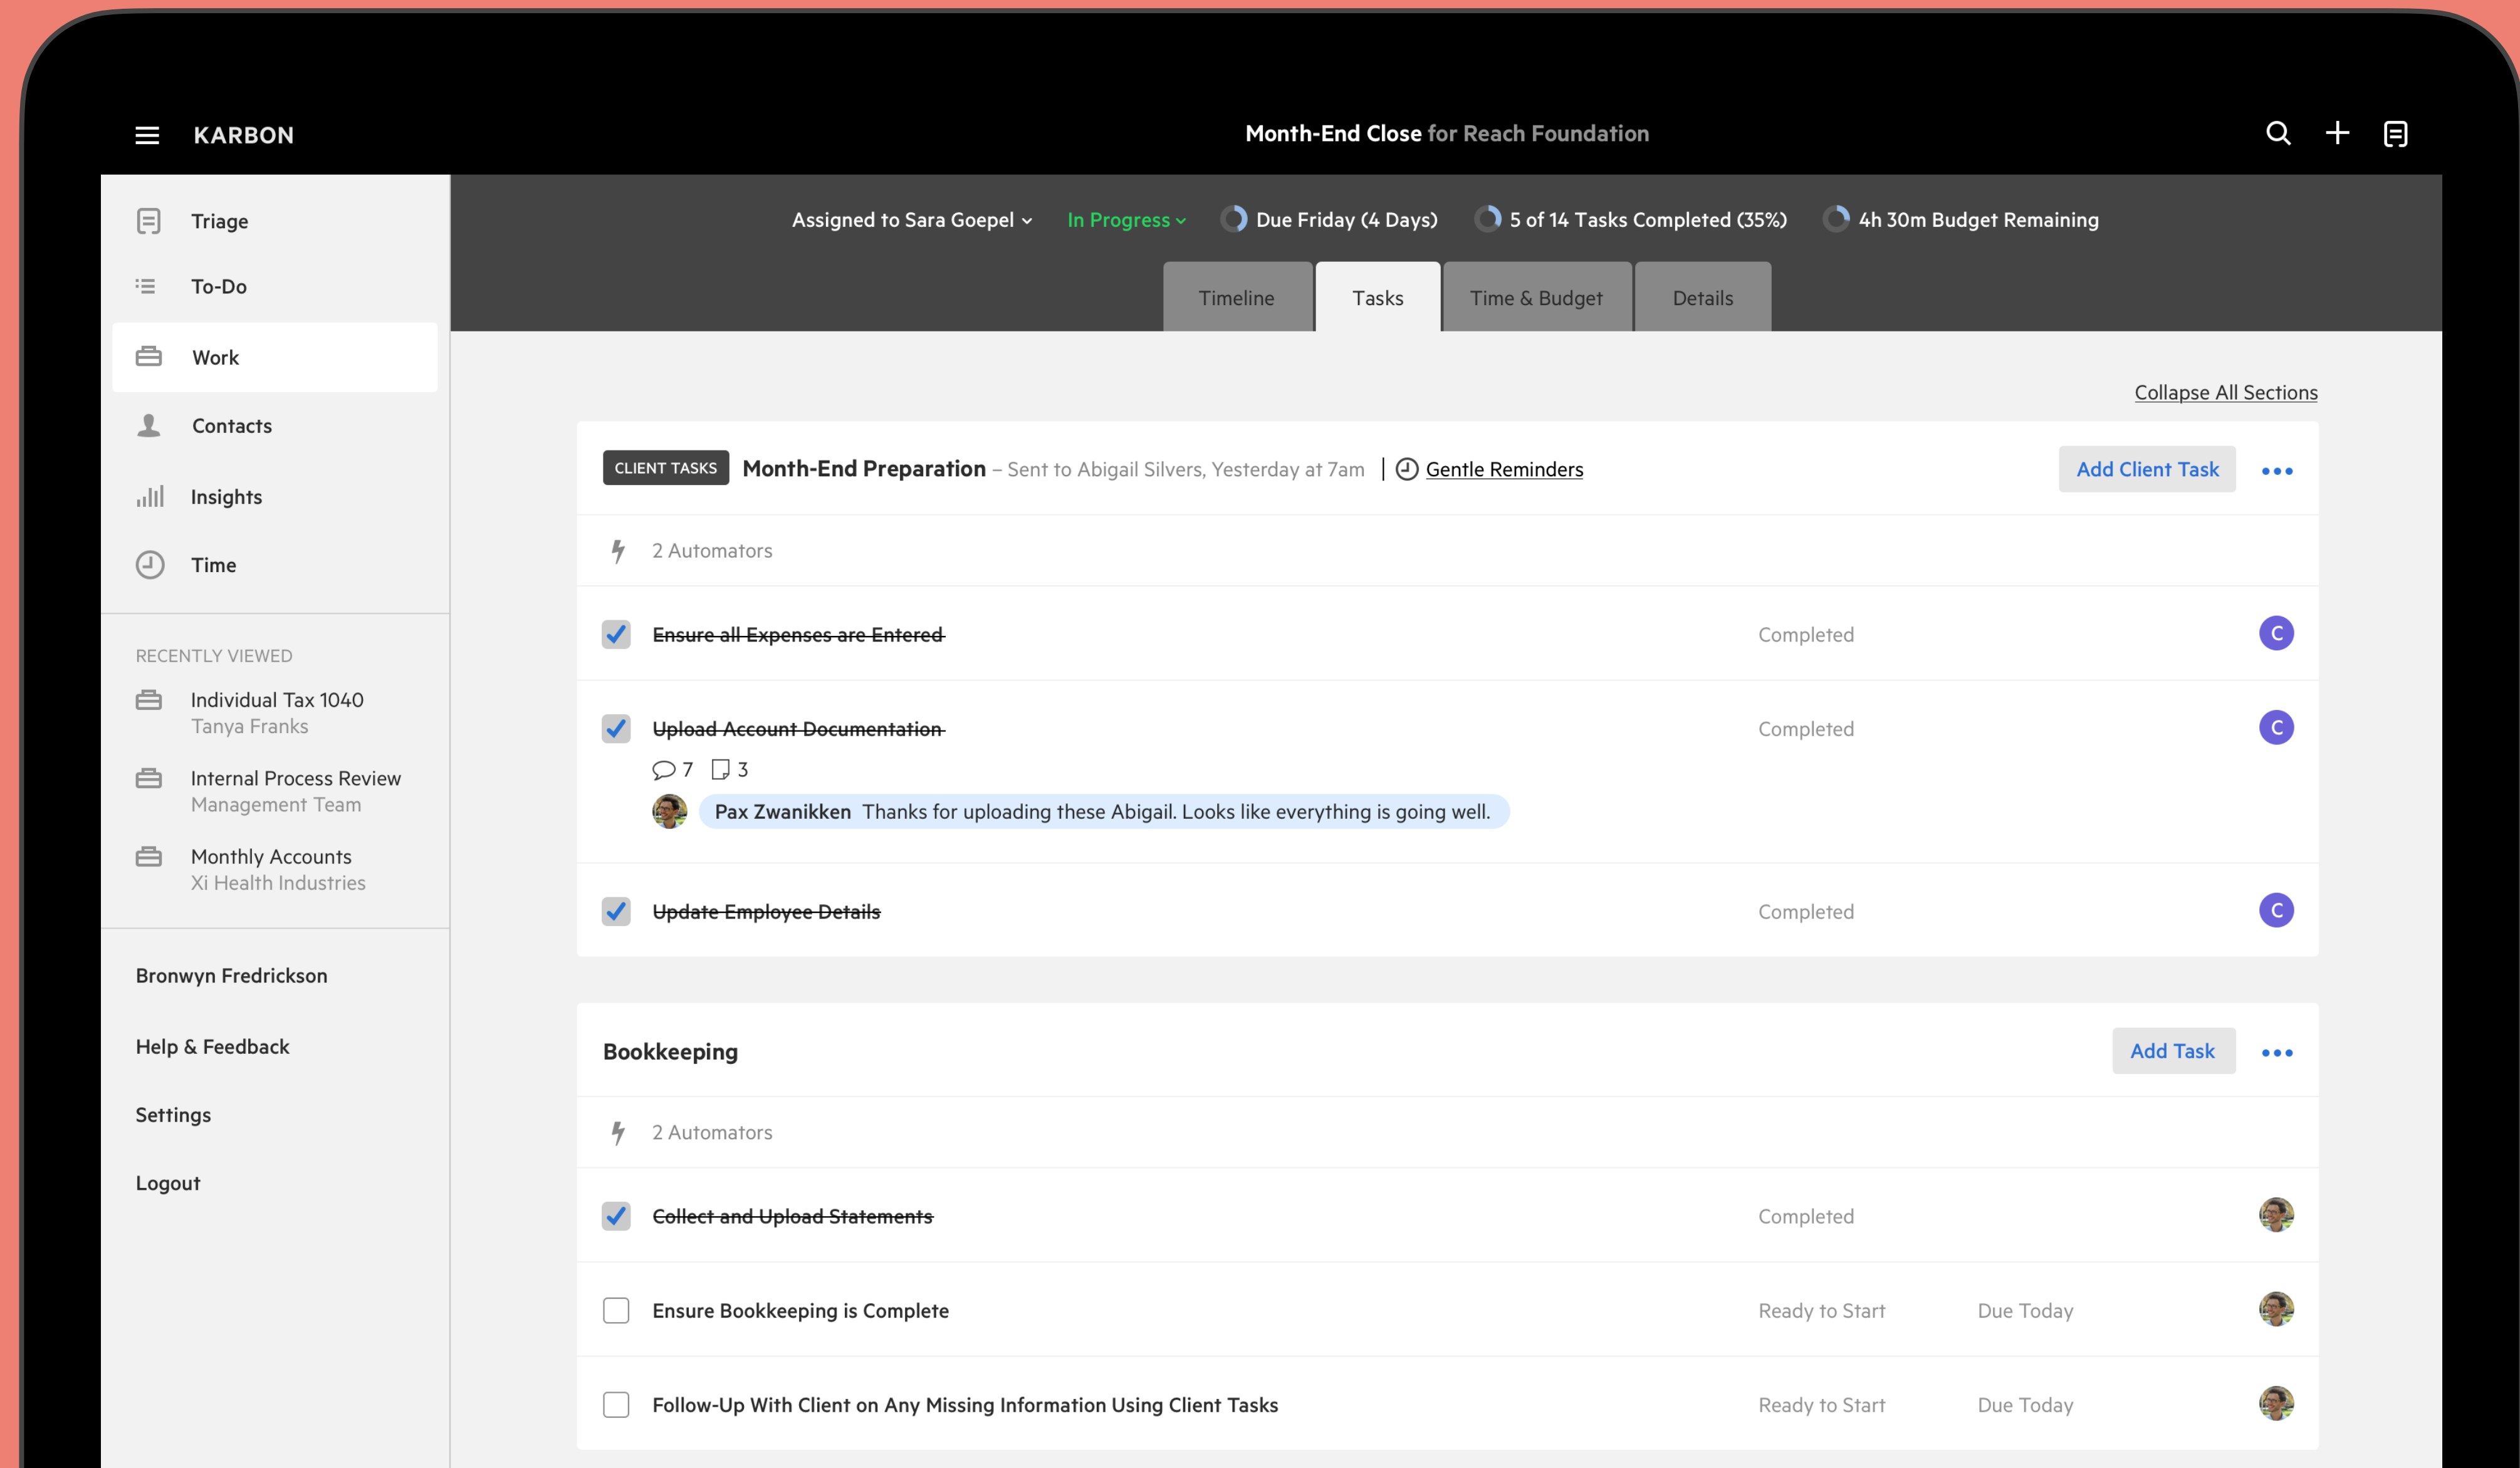 KARBON
Month-End Close for Reach Foundation
Triage
To-Do
Work
Contacts
Insights
Time
RECENTLY VIEWED
Individual Tax 1040
Tanya Franks
Internal Process Review
Management Team
Monthly Accounts
Xi Health Industries
Bronwyn Fredrickson
Help & Feedback
Settings
Logout
Assigned to Sara Goepel In Progress Due Friday (4 Days) 5 of 14 Tasks Completed (35%) 4h 30m Budget Remaining
Timeline Tasks Time & Budget Details
Collapse All Sections
CLIENT TASKS Month-End Preparation – Sent to Abigail Silvers, Yesterday at 7am | Gentle Reminders Add Client Task
2 Automators
Ensure all Expenses are Entered Completed C
Upload Account Documentation Completed C
7 3
Pax Zwanikken Thanks for uploading these Abigail. Looks like everything is going well.
Update Employee Details Completed C
Bookkeeping Add Task
2 Automators
Collect and Upload Statements Completed
Ensure Bookkeeping is Complete Ready to Start Due Today
Follow-Up With Client on Any Missing Information Using Client Tasks Ready to Start Due Today